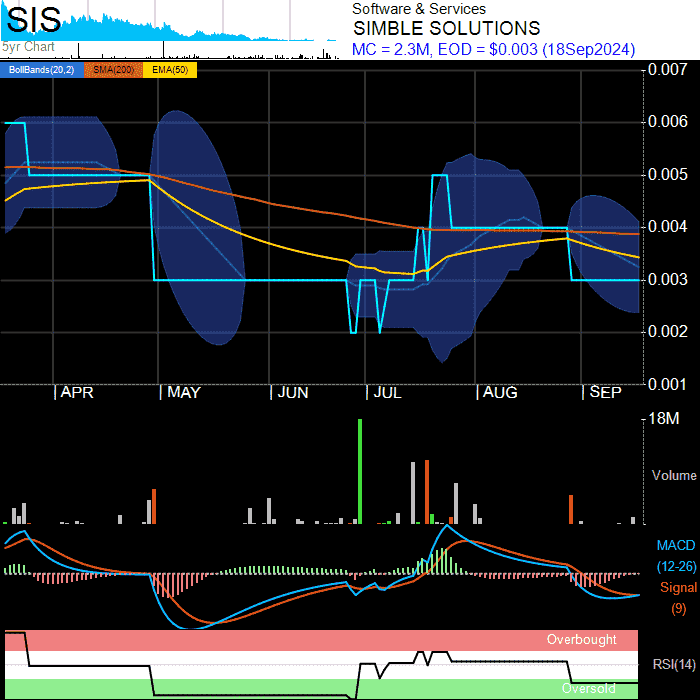 SIS
5yr Chart
Software & Services
SIMBLE SOLUTIONS
MC = 2.3M, EOD = $0.003 (18Sep2024)
BollBands(20,2) SMA(200) EMA(50)
0.007
0.006
0.005
0.004
0.003
0.002
0.001
APR MAY JUN JUL AUG SEP
18M
Volume
MACD
(12-26)
Signal
(9)
Overbought
RSI(14)
Oversold